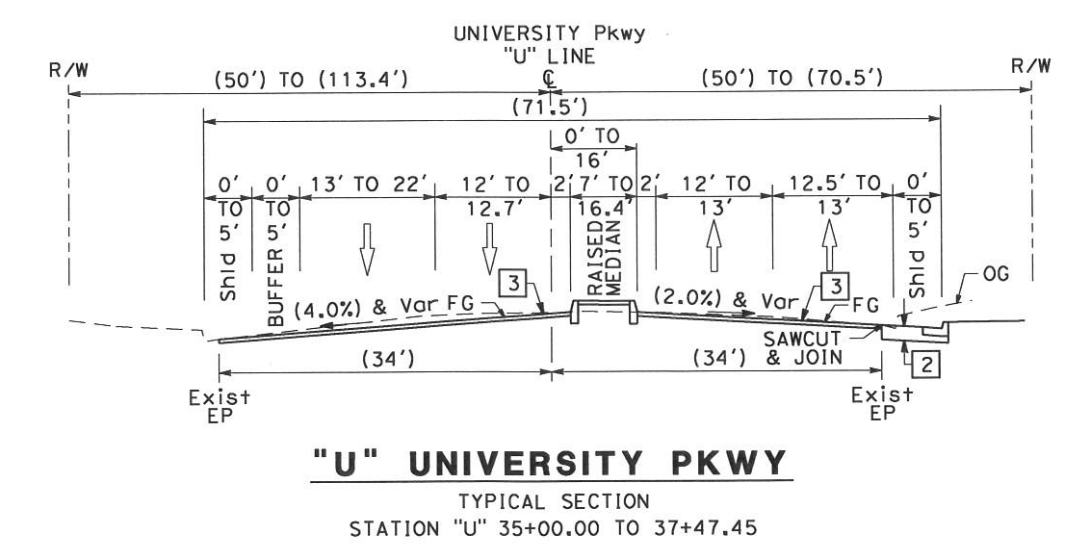 UNIVERSITY Pkwy
"U" LINE
℄
R/W
R/W
(50') TO (113.4')
(50') TO (70.5')
(71.5')
0' TO
16'
0'
TO
5'
Shld
0'
TO
5'
BUFFER
13' TO 22'
12' TO
12.7'
2'
7' TO
16.4'
RAISED
MEDIAN
2'
12' TO
13'
12.5' TO
13'
0'
TO
5'
Shld
OG
(4.0%) & Var
FG
3
(2.0%) & Var
3
FG
SAWCUT
& JOIN
2
(34')
(34')
Exist
EP
Exist
EP
"U" UNIVERSITY PKWY
TYPICAL SECTION
STATION "U" 35+00.00 TO 37+47.45